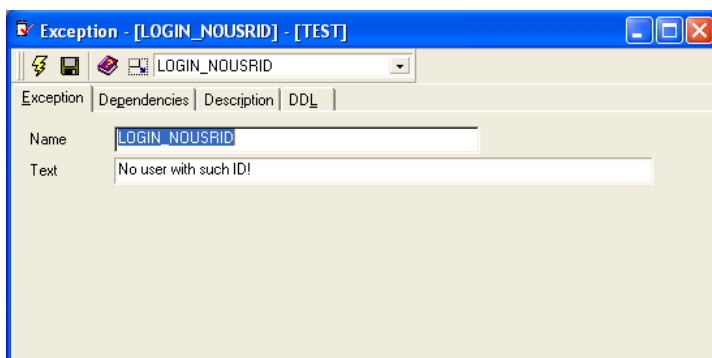 Exception - [LOGIN_NOUSRID] - [TEST]
LOGIN_NOUSRID
Exception Dependencies Description DDL
Name LOGIN_NOUSRID
Text No user with such ID!